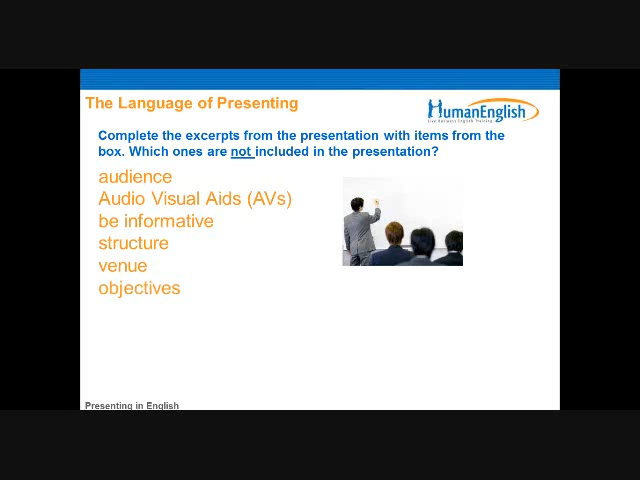 The Language of Presenting
HumanEnglish
Live Business English Training
Complete the excerpts from the presentation with items from the
box. Which ones are not included in the presentation?
audience
Audio Visual Aids (AVs)
be informative
structure
venue
objectives
Presenting in English